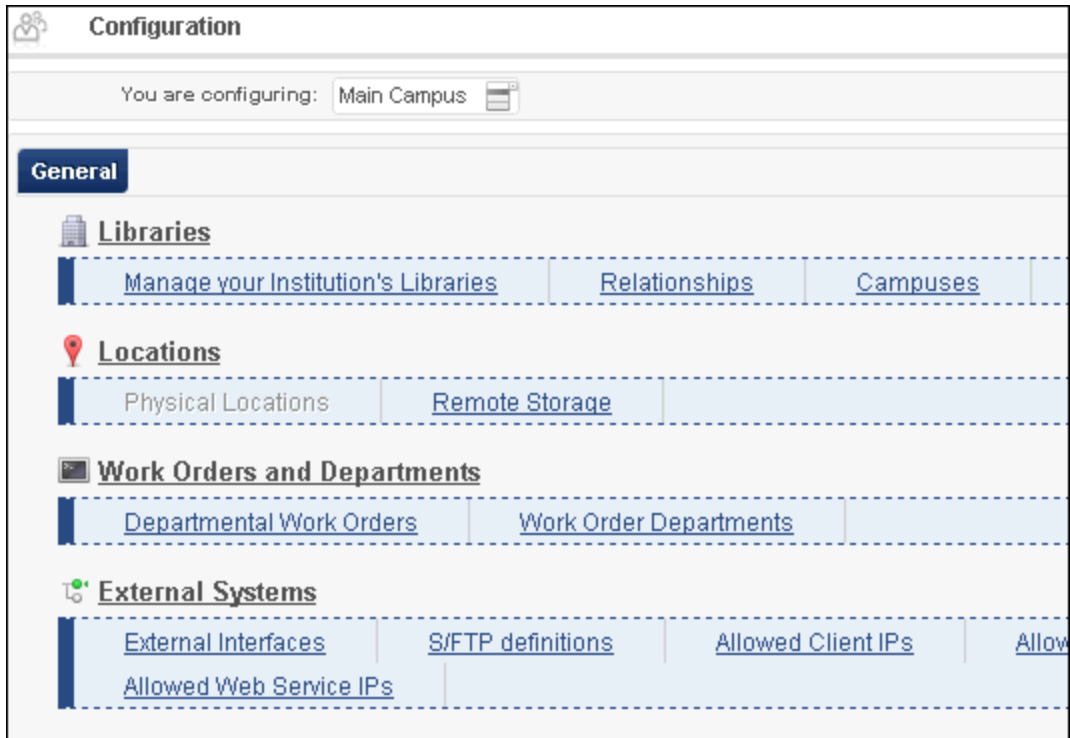 Configuration
You are configuring: Main Campus
General
Libraries
Manage your Institution's Libraries Relationships Campuses
Locations
Physical Locations Remote Storage
Work Orders and Departments
Departmental Work Orders Work Order Departments
External Systems
External Interfaces S/FTP definitions Allowed Client IPs Allow
Allowed Web Service IPs